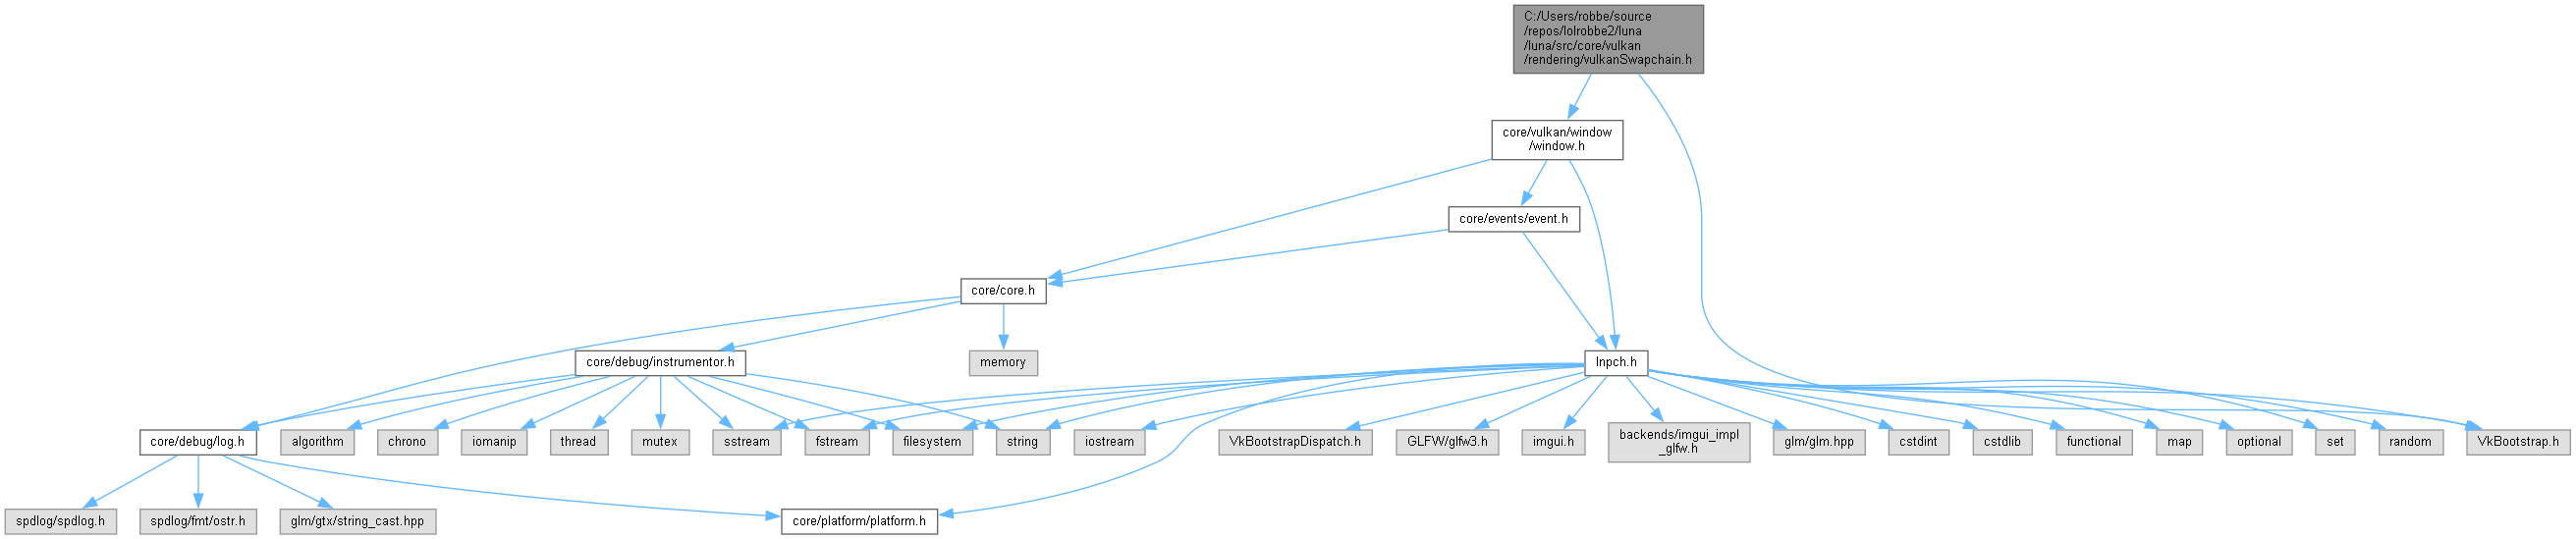 C:/Users/robbe/source
/repos/lolrobbe2/luna
/luna/src/core/vulkan
/rendering/vulkanSwapchain.h
core/vulkan/window
/window.h
core/events/event.h
core/core.h
core/debug/instrumentor.h
memory
lnpch.h
core/debug/log.h
algorithm
chrono
iomanip
thread
mutex
sstream
fstream
filesystem
string
iostream
VkBootstrapDispatch.h
GLFW/glfw3.h
imgui.h
backends/imgui_impl
_glfw.h
glm/glm.hpp
cstdint
cstdlib
functional
map
optional
set
random
VkBootstrap.h
spdlog/spdlog.h
spdlog/fmt/ostr.h
glm/gtx/string_cast.hpp
core/platform/platform.h